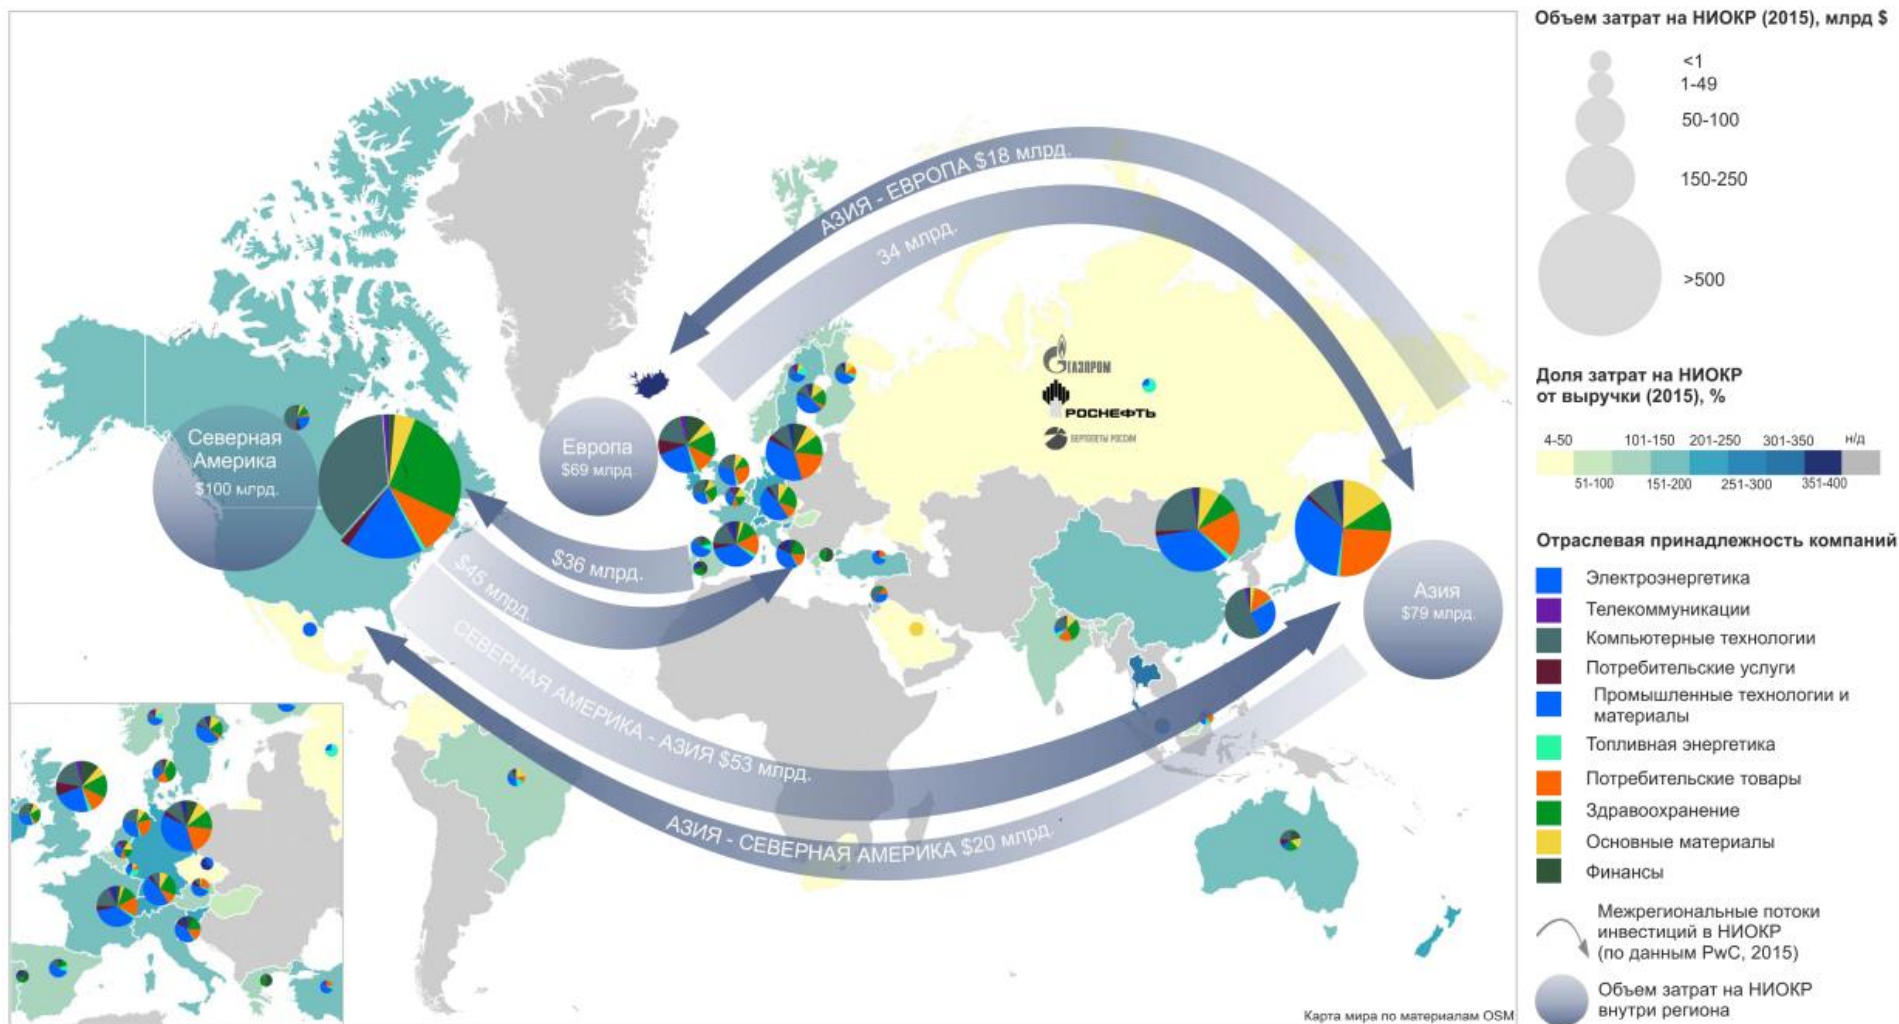 АЗИЯ - ЕВРОПА $18 млрд.
34 млрд.
ГАЗПРОМ
РОСНЕФТЬ
ВЕРТОЛЕТЫ РОССИИ
Северная
Америка
$100 млрд.
Европа
$69 млрд.
$36 млрд.
$45 млрд.
СЕВЕРНАЯ АМЕРИКА - АЗИЯ $53 млрд.
АЗИЯ - СЕВЕРНАЯ АМЕРИКА $20 млрд.
Азия
$79 млрд.
Карта мира по материалам OSM
Объем затрат на НИОКР (2015), млрд $
<1
1-49
50-100
150-250
>500
Доля затрат на НИОКР
от выручки (2015), %
4-50 101-150 201-250 301-350 н/д
51-100 151-200 251-300 351-400
Отраслевая принадлежность компаний
Электроэнергетика
Телекоммуникации
Компьютерные технологии
Потребительские услуги
Промышленные технологии и
материалы
Топливная энергетика
Потребительские товары
Здравоохранение
Основные материалы
Финансы
Межрегиональные потоки
инвестиций в НИОКР
(по данным PwC, 2015)
Объем затрат на НИОКР
внутри региона